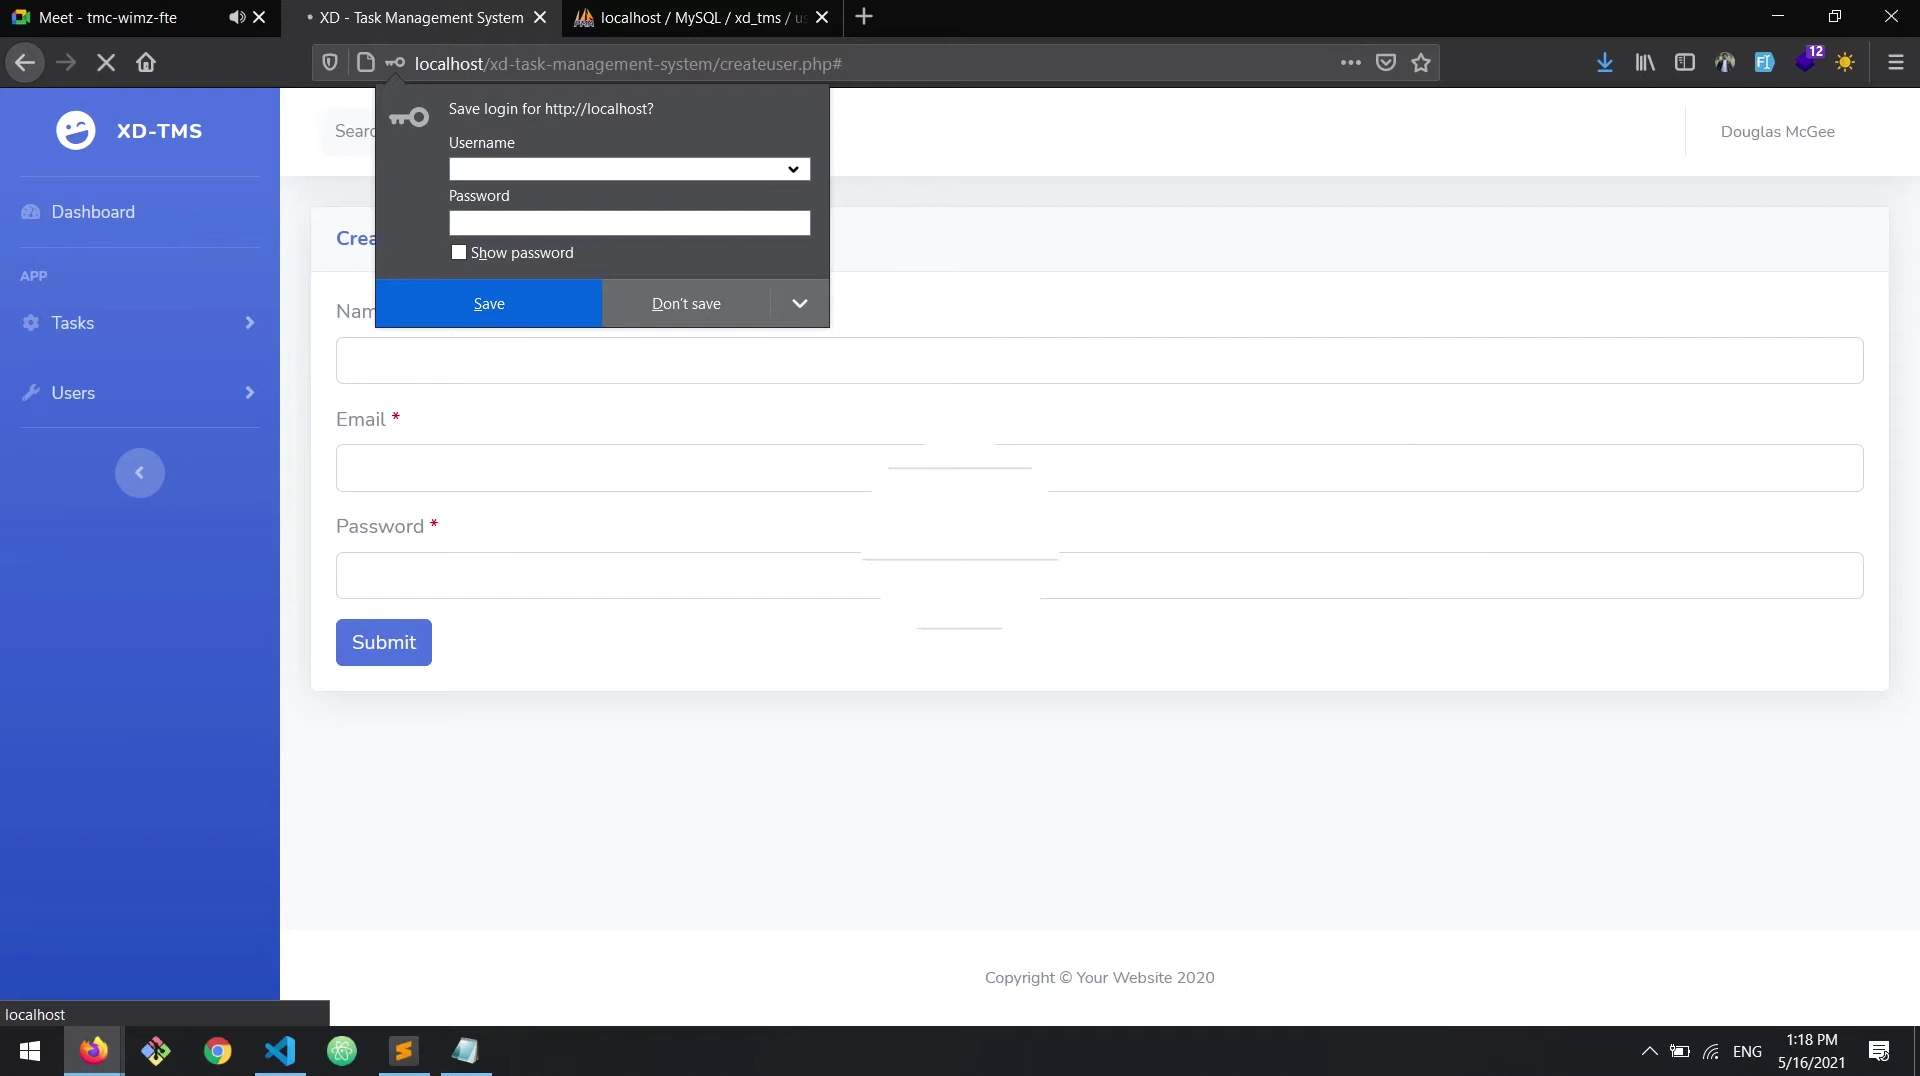 Meet - tmc-wimz-fte
XD - Task Management System
localhost / MySQL / xd_tms / us
localhost/xd-task-management-system/createuser.php#
12
XD-TMS
Sear
Douglas McGee
Save login for http://localhost?
Username
Password
Show password
Save
Don't save
Dashboard
APP
Tasks
Users
Crea
Nam
Email *
Password *
Submit
Copyright © Your Website 2020
localhost
ENG
1:18 PM
5/16/2021